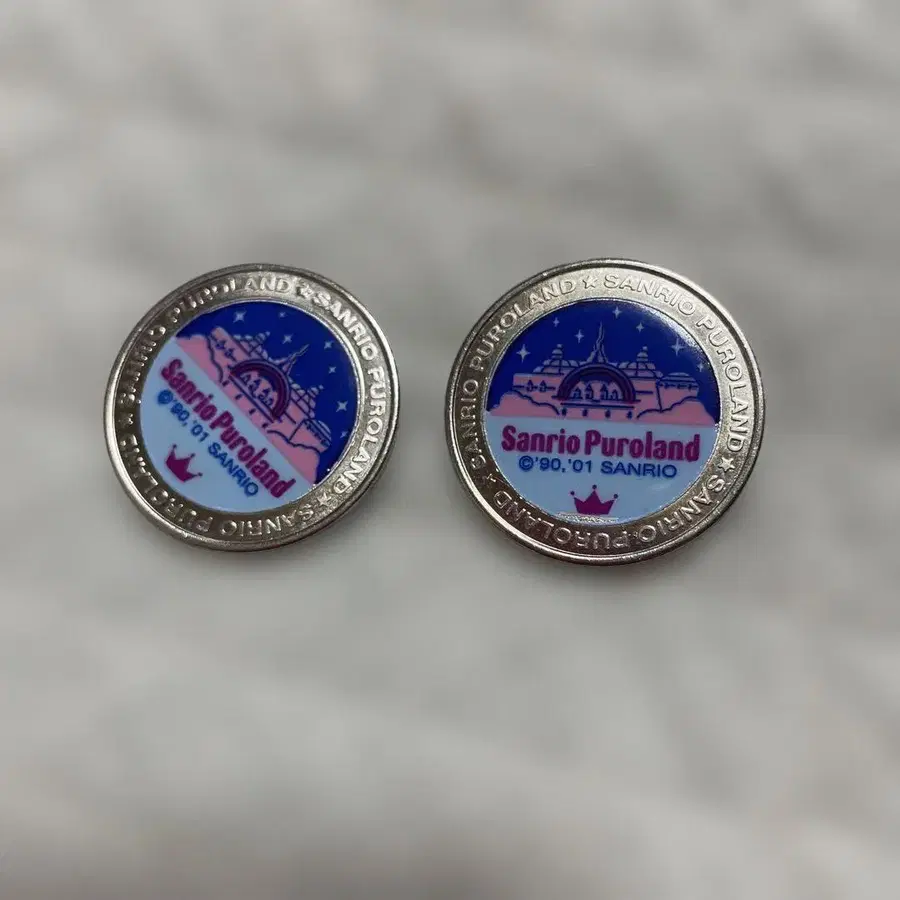 SANRIO PUROLAND ☆ SANRIO PUROLAND ☆ SANRIO PUROLAND ☆
Sanrio Puroland
©'90,'01 SANRIO
SANRIO PUROLAND ☆ SANRIO PUROLAND ★ SANRIO PUROLAND ★
Sanrio Puroland
©'90,'01 SANRIO